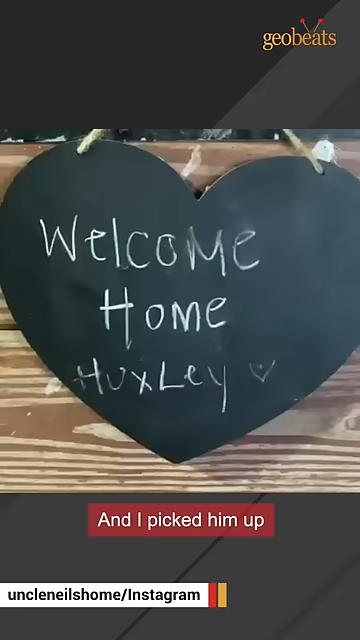 geobeats
Welcome
Home
Huxley ♡
And I picked him up
uncleneilshome/Instagram